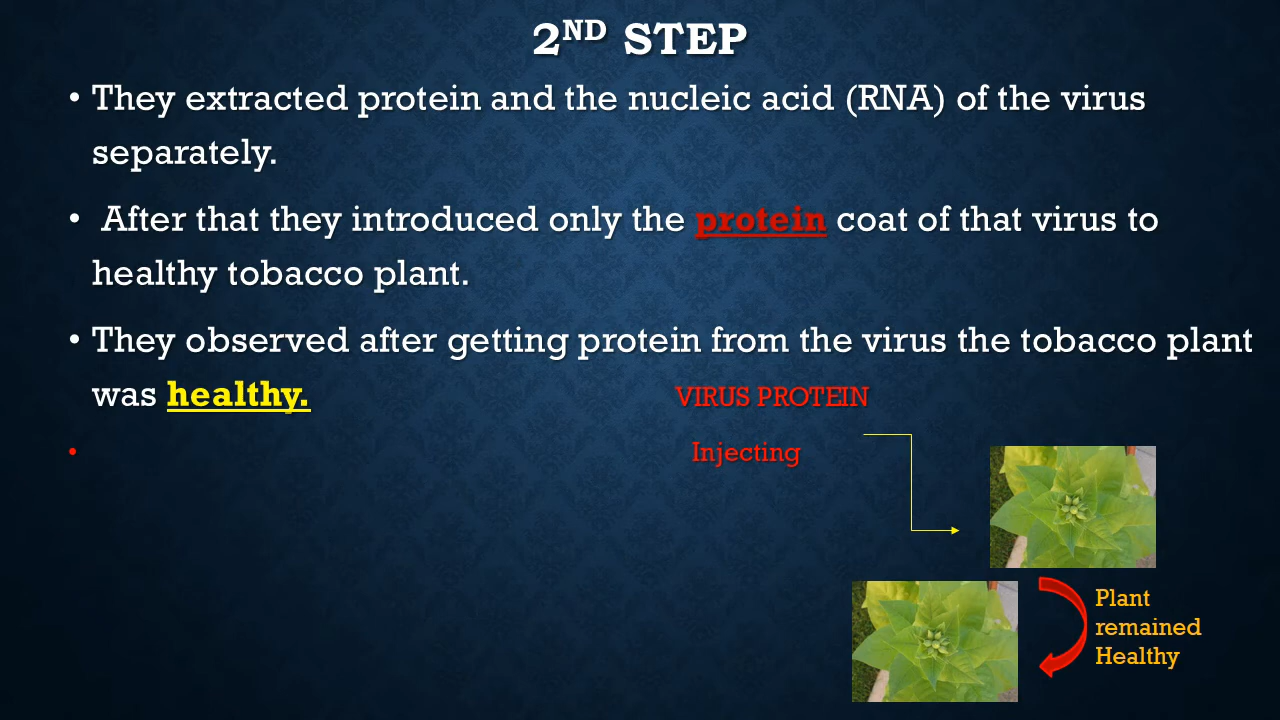 2ND STEP
• They extracted protein and the nucleic acid (RNA) of the virus
separately.
• After that they introduced only the protein coat of that virus to
healthy tobacco plant.
• They observed after getting protein from the virus the tobacco plant
was healthy.
VIRUS PROTEIN
• Injecting
Plant
remained
Healthy